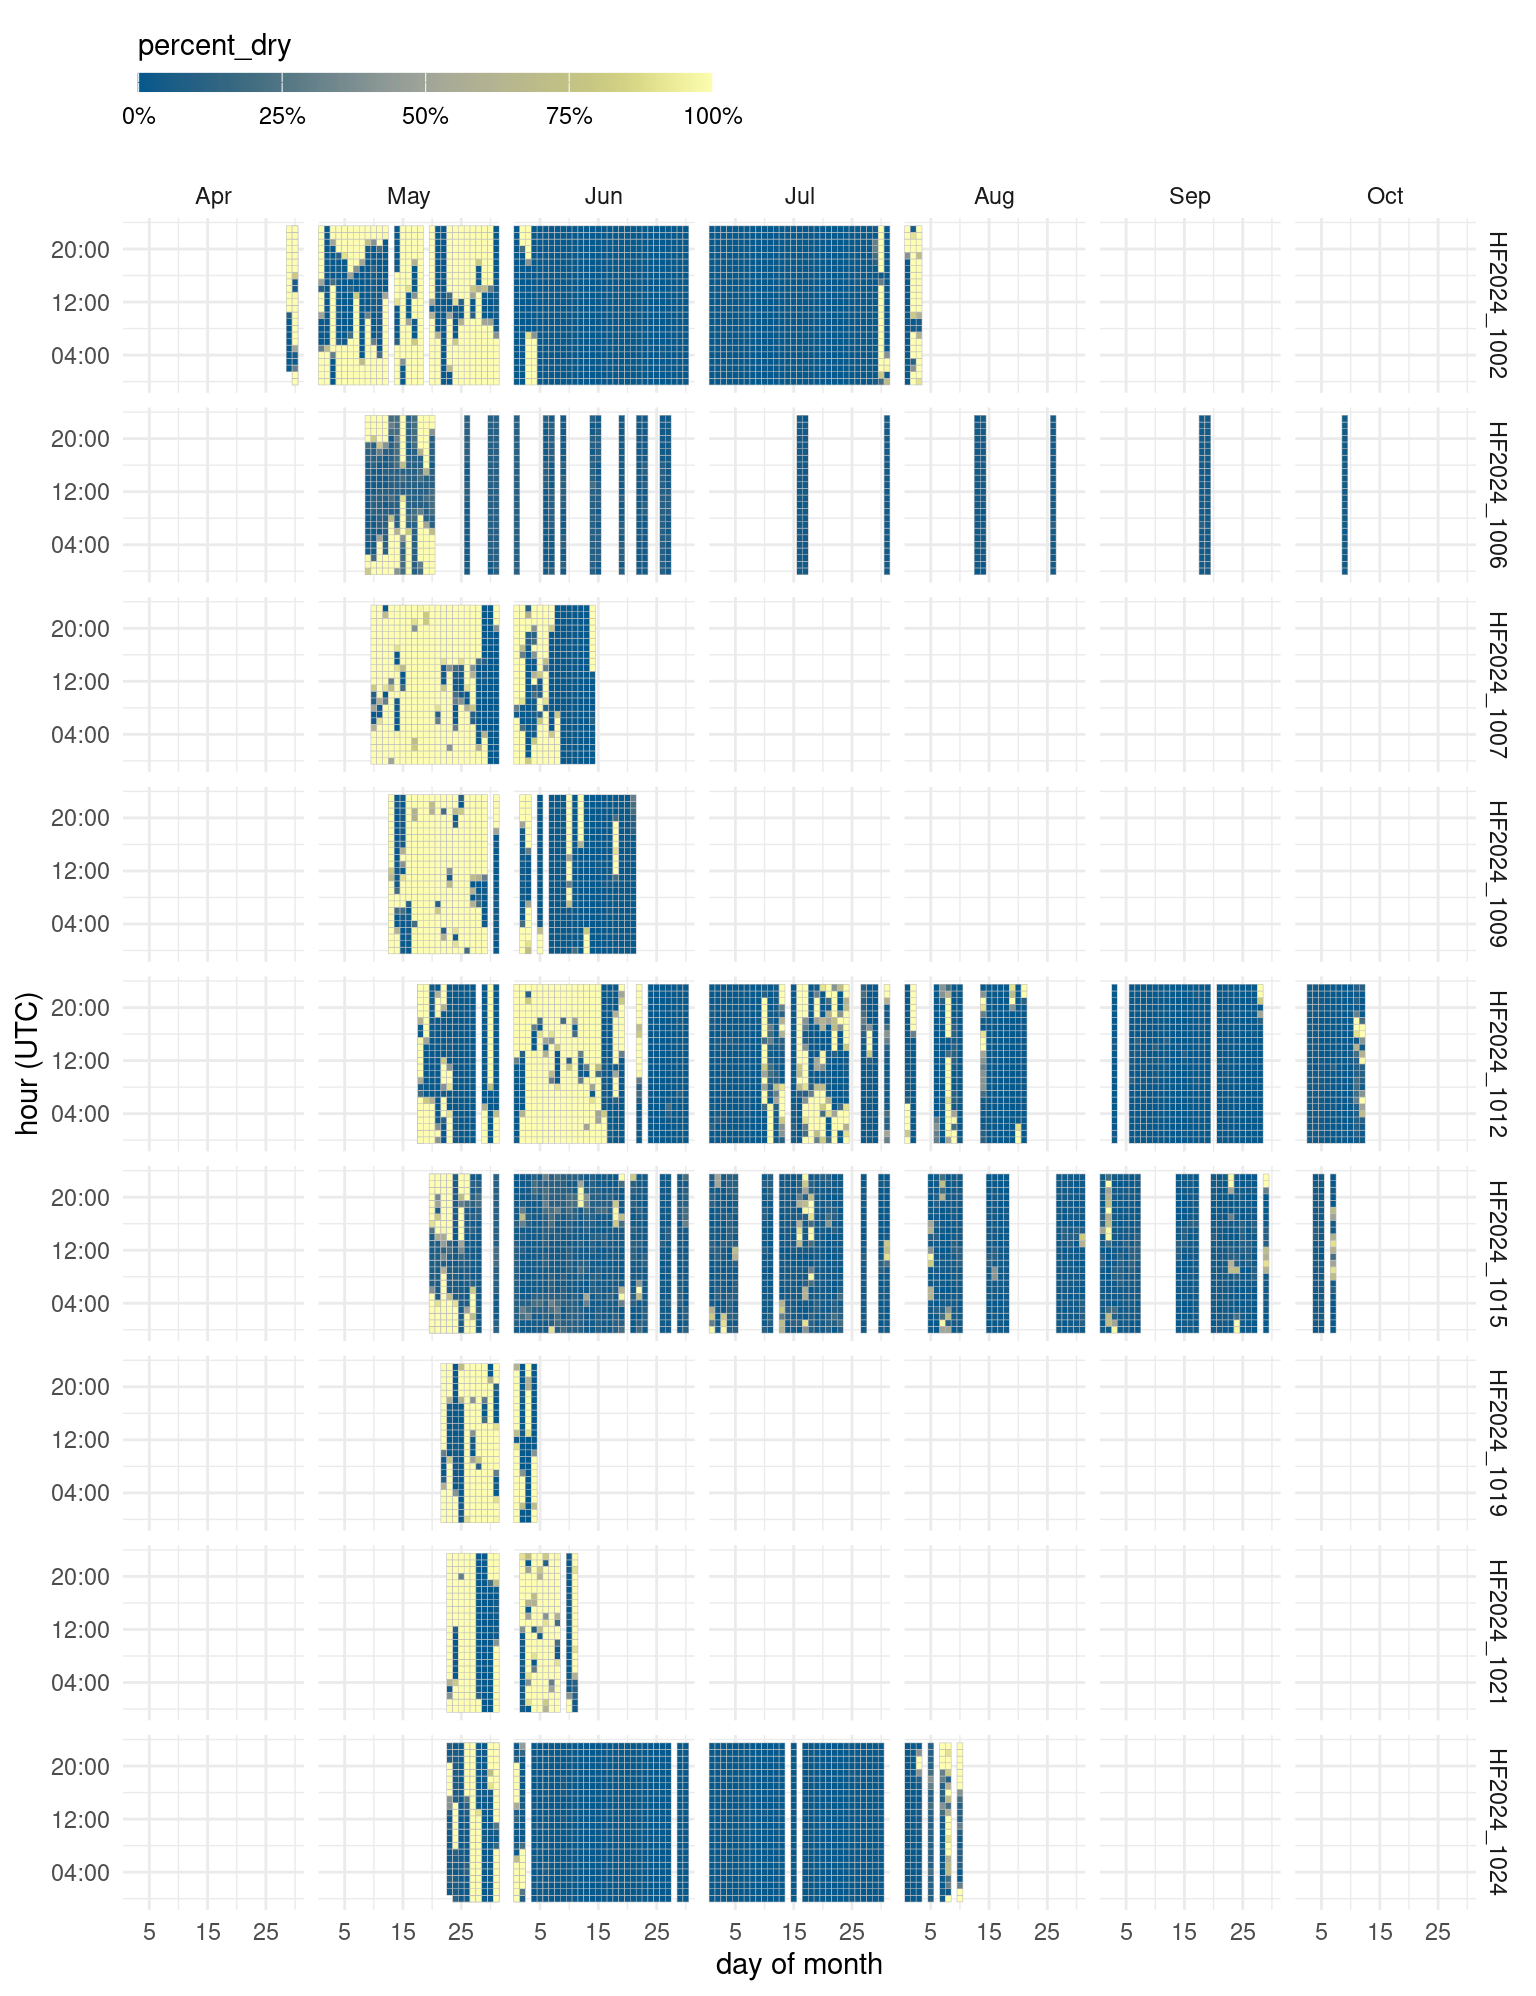 percent_dry
0% 25% 50% 75% 100%
Apr May Jun Jul Aug Sep Oct
20:00
12:00
04:00
HF2024_1002
20:00
12:00
04:00
HF2024_1006
20:00
12:00
04:00
HF2024_1007
20:00
12:00
04:00
HF2024_1009
hour (UTC)
20:00
12:00
04:00
HF2024_1012
20:00
12:00
04:00
HF2024_1015
20:00
12:00
04:00
HF2024_1019
20:00
12:00
04:00
HF2024_1021
20:00
12:00
04:00
HF2024_1024
5 15 25 5 15 25 5 15 25 5 15 25 5 15 25 5 15 25 5 15 25
day of month